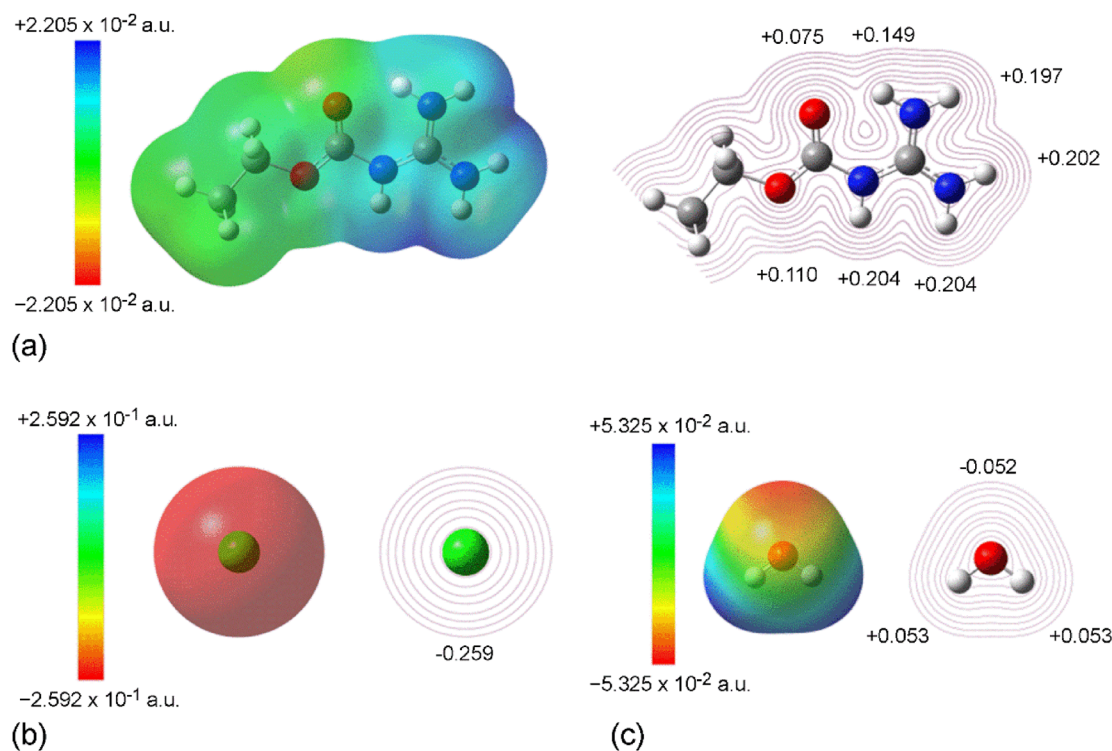 +2.205 x 10⁻² a.u.
+0.075
+0.149
+0.197
+0.202
−2.205 x 10⁻² a.u.
+0.110
+0.204
+0.204
(a)
+2.592 x 10⁻¹ a.u.
-0.259
−2.592 x 10⁻¹ a.u.
(b)
+5.325 x 10⁻² a.u.
-0.052
+0.053
+0.053
−5.325 x 10⁻² a.u.
(c)